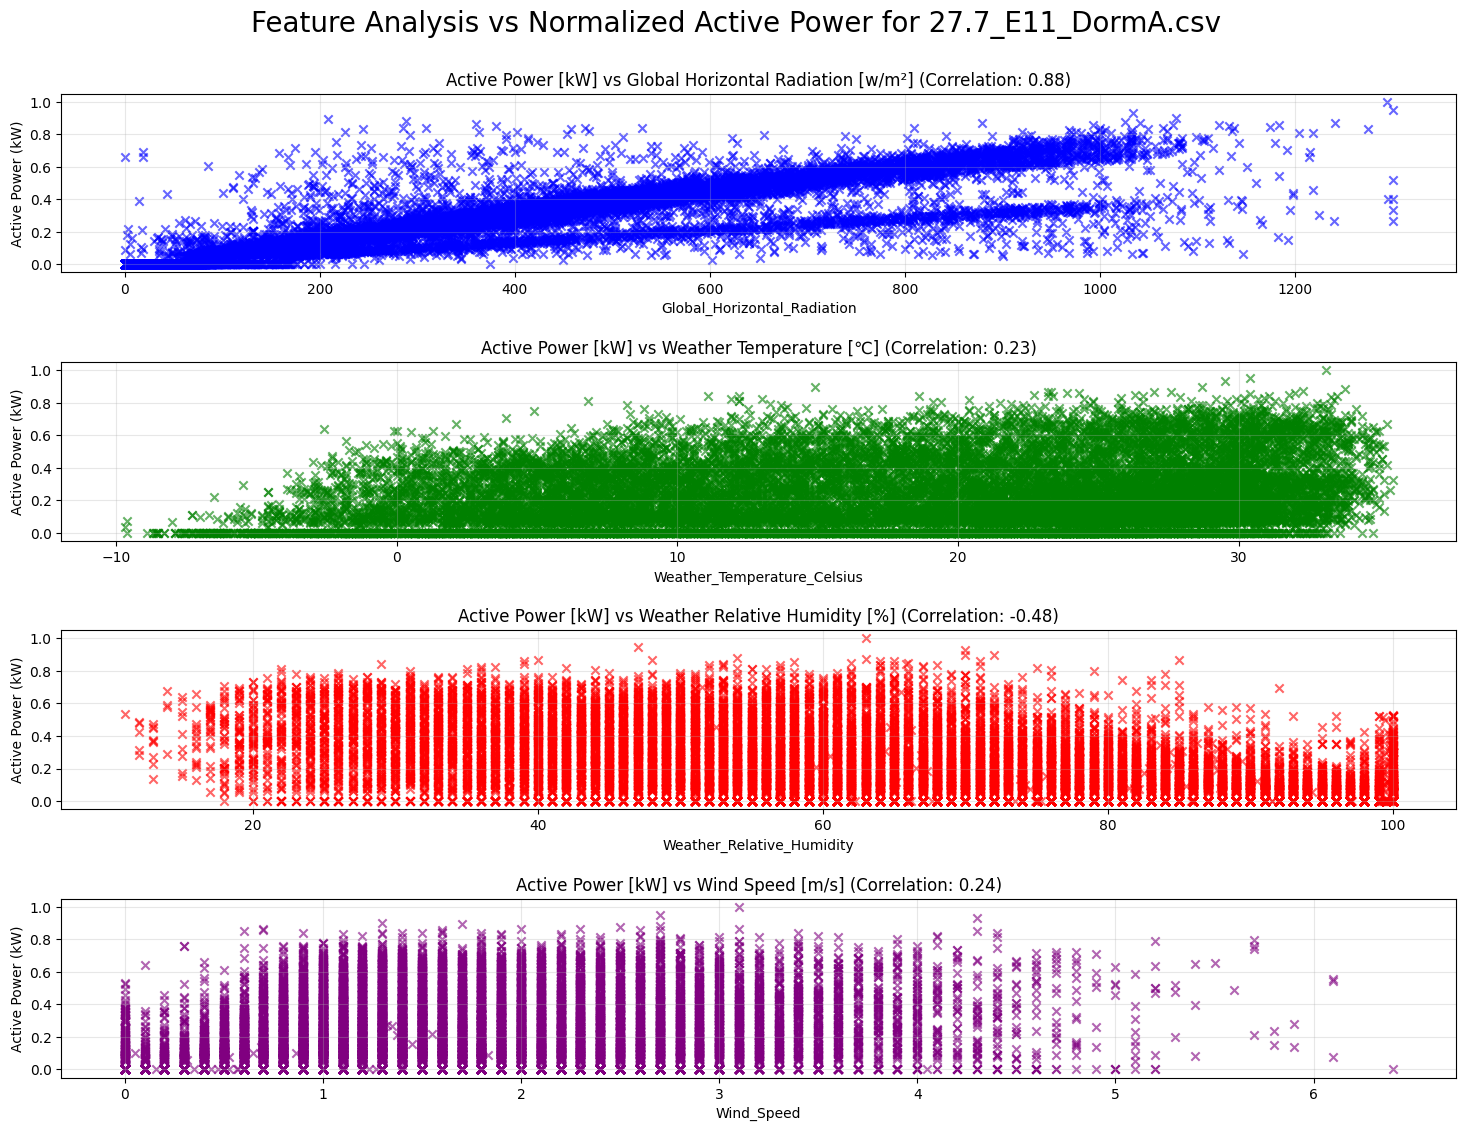 Feature Analysis vs Normalized Active Power for 27.7_E11_DormA.csv
Active Power [kW] vs Global Horizontal Radiation [w/m²] (Correlation: 0.88)
Active Power (kW)
1.0
0.8
0.6
0.4
0.2
0.0
0 200 400 600 800 1000 1200
Global_Horizontal_Radiation
Active Power [kW] vs Weather Temperature [℃] (Correlation: 0.23)
Active Power (kW)
1.0
0.8
0.6
0.4
0.2
0.0
−10 0 10 20 30
Weather_Temperature_Celsius
Active Power [kW] vs Weather Relative Humidity [%] (Correlation: -0.48)
Active Power (kW)
1.0
0.8
0.6
0.4
0.2
0.0
20 40 60 80 100
Weather_Relative_Humidity
Active Power [kW] vs Wind Speed [m/s] (Correlation: 0.24)
Active Power (kW)
1.0
0.8
0.6
0.4
0.2
0.0
0 1 2 3 4 5 6
Wind_Speed